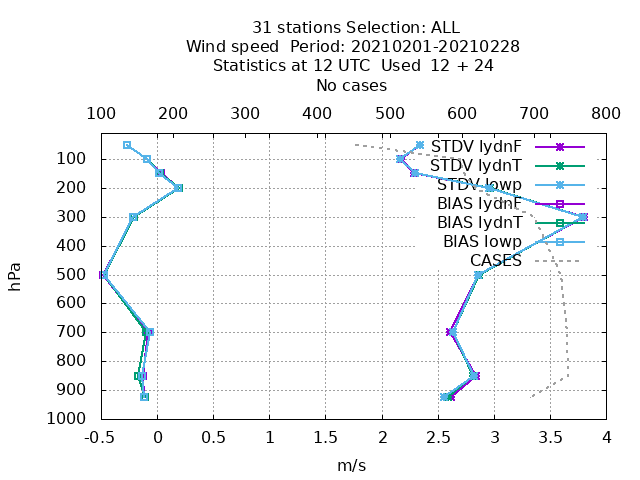 31 stations Selection: ALL
Wind speed  Period: 20210201-20210228
Statistics at 12 UTC  Used  12 + 24
No cases
100 200 300 400 500 600 700 800
STDV lydnF
100
STDV lydnT
STDV lowp
200
BIAS lydnF
300
BIAS lydnT
BIAS lowp
400
CASES
500
hPa
600
700
800
900
1000
-0.5 0 0.5 1 1.5 2 2.5 3 3.5 4
m/s